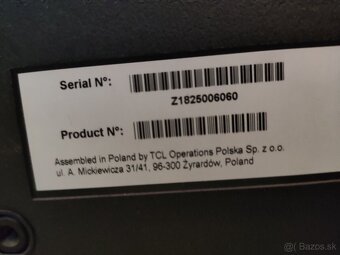 Serial N°:
Z1825006060
Product N°:
Assembled in Poland by TCL Operations Polska Sp. z o.o.
ul. A. Mickiewicza 31/41, 96-300 Żyrardów, Poland
Bazos.sk